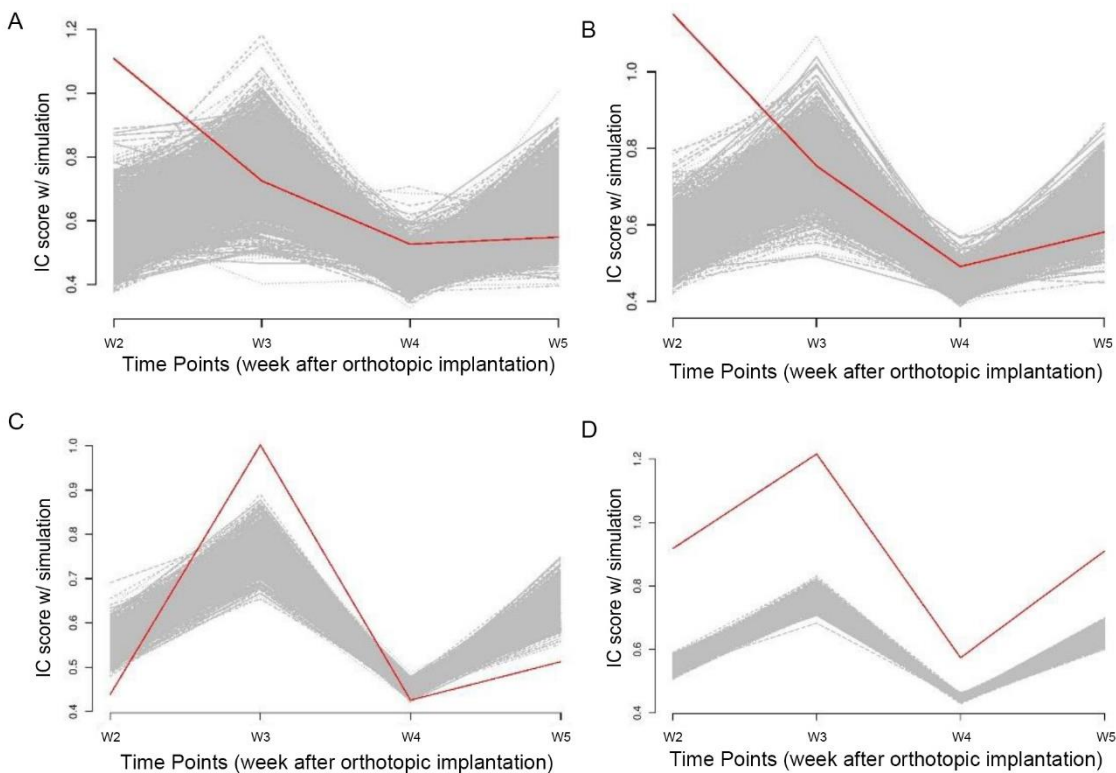 A
IC score w/ simulation
1.2
1.0
0.8
0.6
0.4
W2
W3
W4
W5
Time Points (week after orthotopic implantation)
B
IC score w/ simulation
1.0
0.8
0.6
0.4
W2
W3
W4
W5
Time Points (week after orthotopic implantation)
C
IC score w/ simulation
1.0
0.9
0.8
0.7
0.6
0.5
0.4
W2
W3
W4
W5
Time Points (week after orthotopic implantation)
D
IC score w/ simulation
1.2
1.0
0.8
0.6
0.4
W2
W3
W4
W5
Time Points (week after orthotopic implantation)